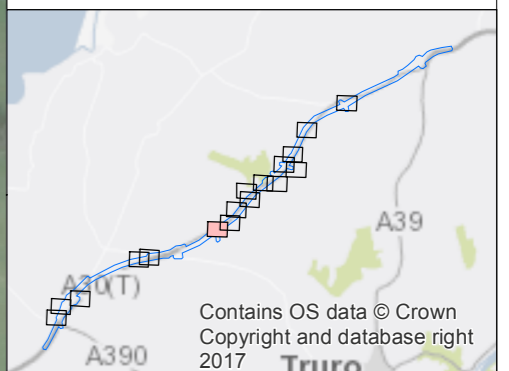 A39
A30(T)
Contains OS data © Crown
Copyright and database right
2017
A390
Truro